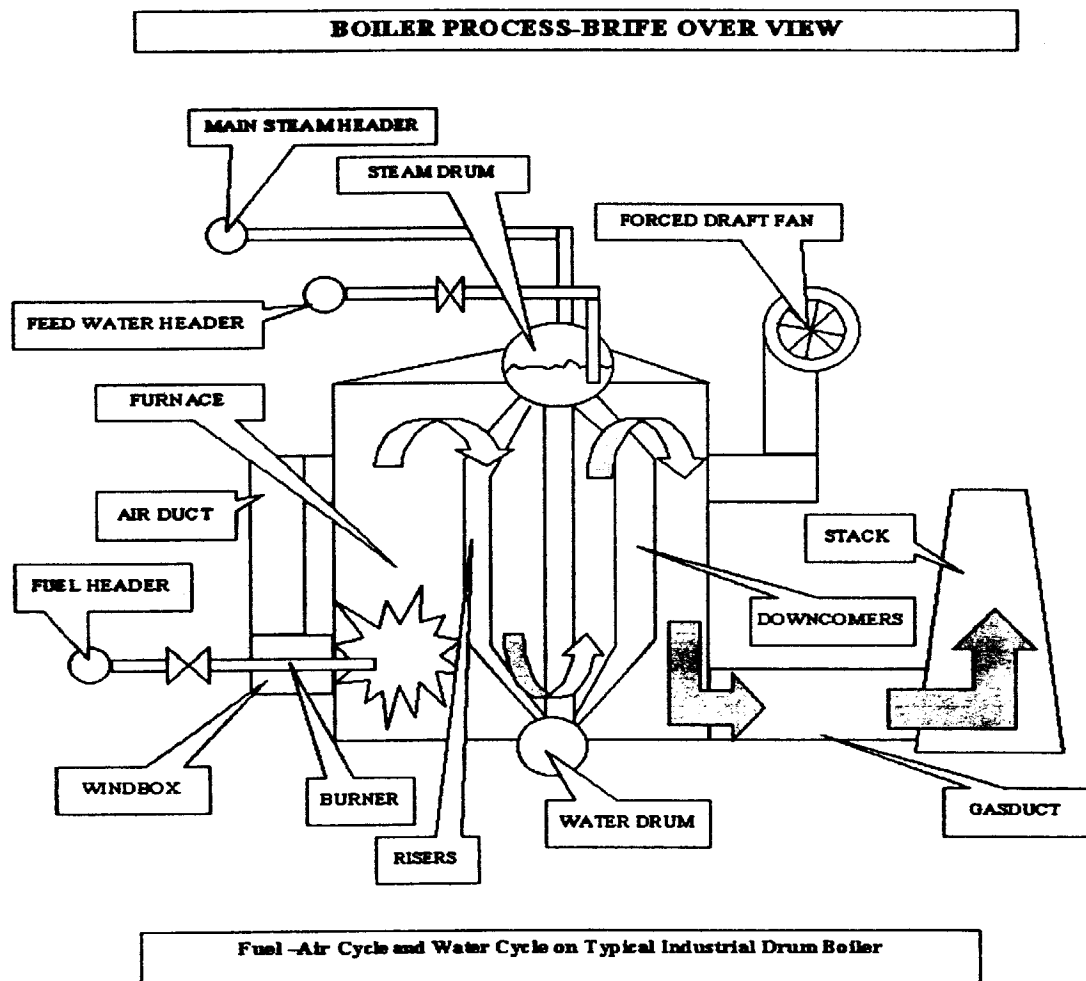 BOILER PROCESS-BRIFE OVER VIEW
MAIN STEAM HEADER
STEAM DRUM
FORCED DRAFT FAN
FEED WATER HEADER
FURNACE
AIR DUCT
STACK
FUEL HEADER
DOWNCOMERS
WINDBOX
BURNER
WATER DRUM
GASDUCT
RISERS
Fuel –Air Cycle and Water Cycle on Typical Industrial Drum Boiler